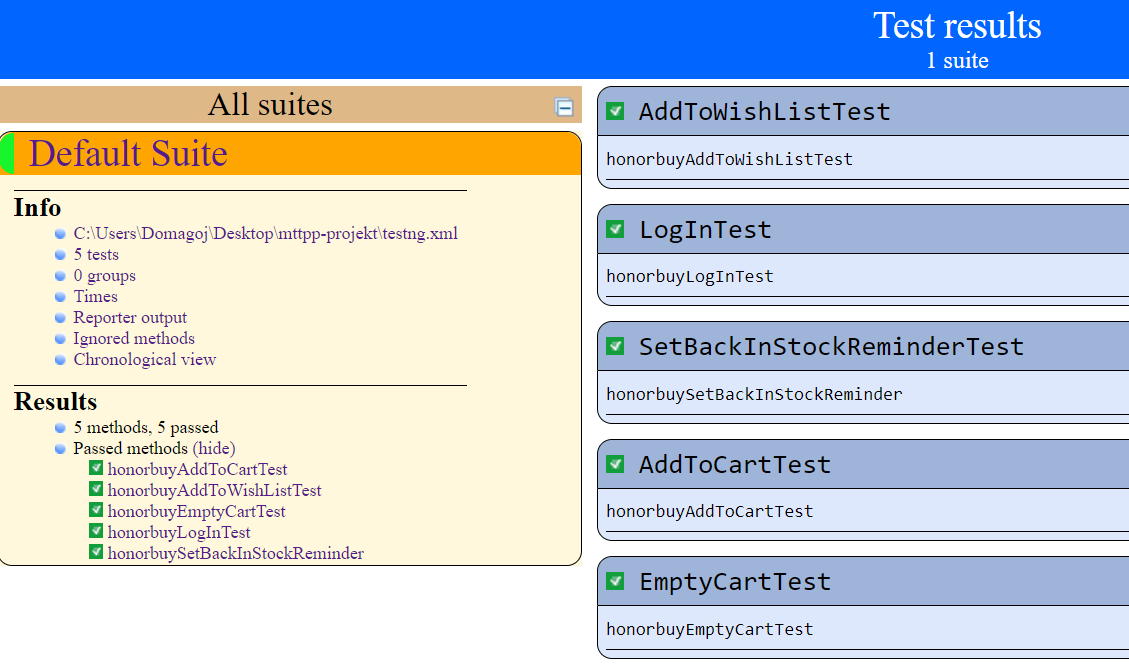 Test results
1 suite
All suites
Default Suite
Info
C:\Users\Domagoj\Desktop\mttpp-projekt\testng.xml
5 tests
0 groups
Times
Reporter output
Ignored methods
Chronological view
Results
5 methods, 5 passed
Passed methods (hide)
honorbuyAddToCartTest
honorbuyAddToWishListTest
honorbuyEmptyCartTest
honorbuyLogInTest
honorbuySetBackInStockReminder
AddToWishListTest
honorbuyAddToWishListTest
LogInTest
honorbuyLogInTest
SetBackInStockReminderTest
honorbuySetBackInStockReminder
AddToCartTest
honorbuyAddToCartTest
EmptyCartTest
honorbuyEmptyCartTest